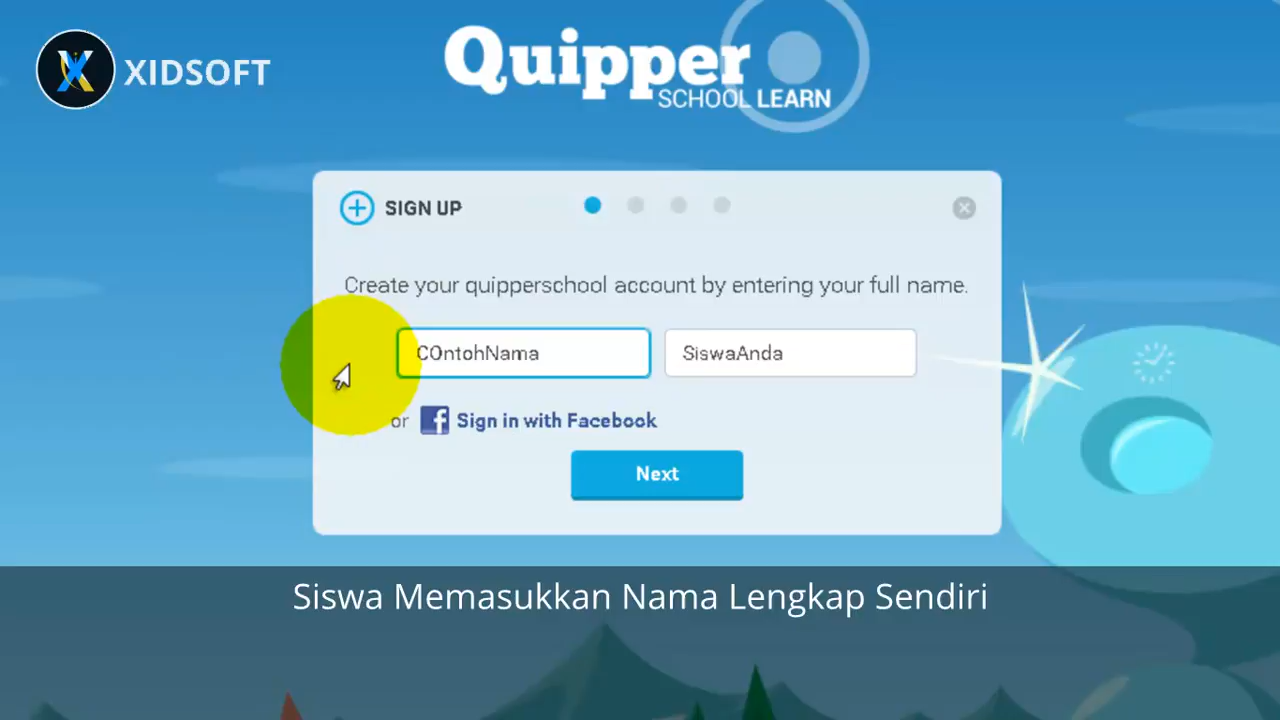 XIDSOFT
Quipper
SCHOOL LEARN
SIGN UP
Create your quipperschool account by entering your full name.
COntohNama SiswaAnda
or f Sign in with Facebook
Next
Siswa Memasukkan Nama Lengkap Sendiri